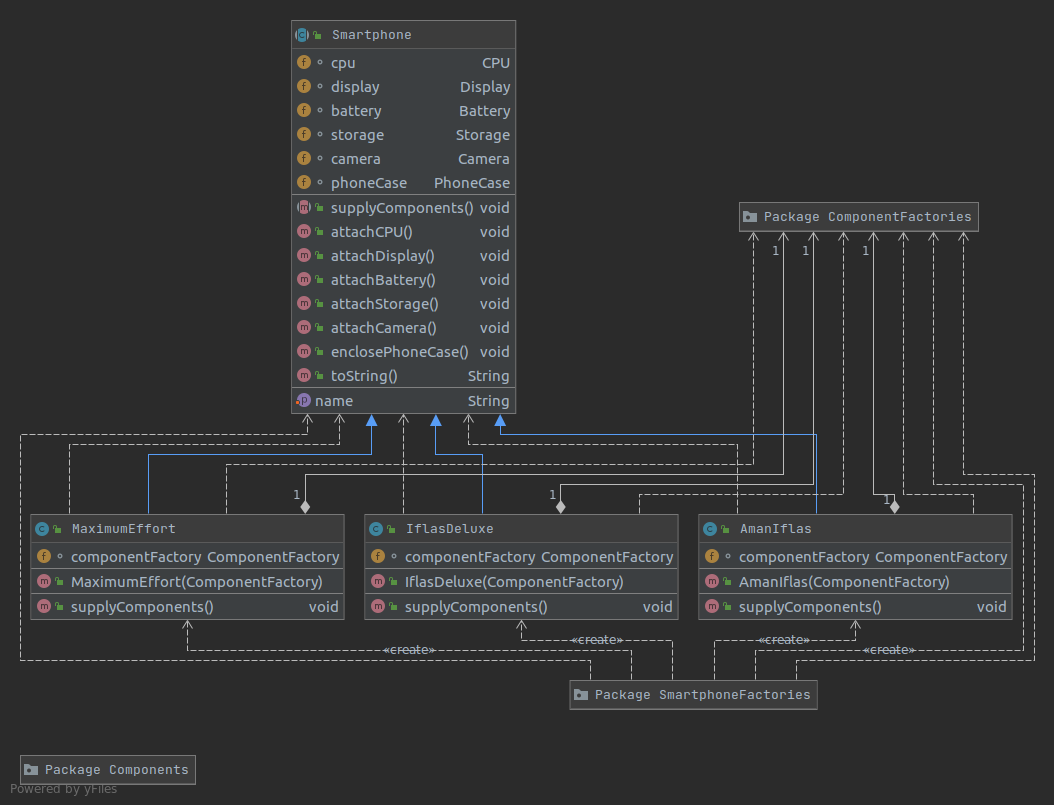 Smartphone
cpu CPU
display Display
battery Battery
storage Storage
camera Camera
phoneCase PhoneCase
supplyComponents() void
attachCPU() void
attachDisplay() void
attachBattery() void
attachStorage() void
attachCamera() void
enclosePhoneCase() void
toString() String
name String
Package ComponentFactories
1 1 1
1 1 1
MaximumEffort
componentFactory ComponentFactory
MaximumEffort(ComponentFactory)
supplyComponents() void
IflasDeluxe
componentFactory ComponentFactory
IflasDeluxe(ComponentFactory)
supplyComponents() void
AmanIflas
componentFactory ComponentFactory
AmanIflas(ComponentFactory)
supplyComponents() void
«create» «create»
«create» «create»
Package SmartphoneFactories
Package Components
Powered by yFiles